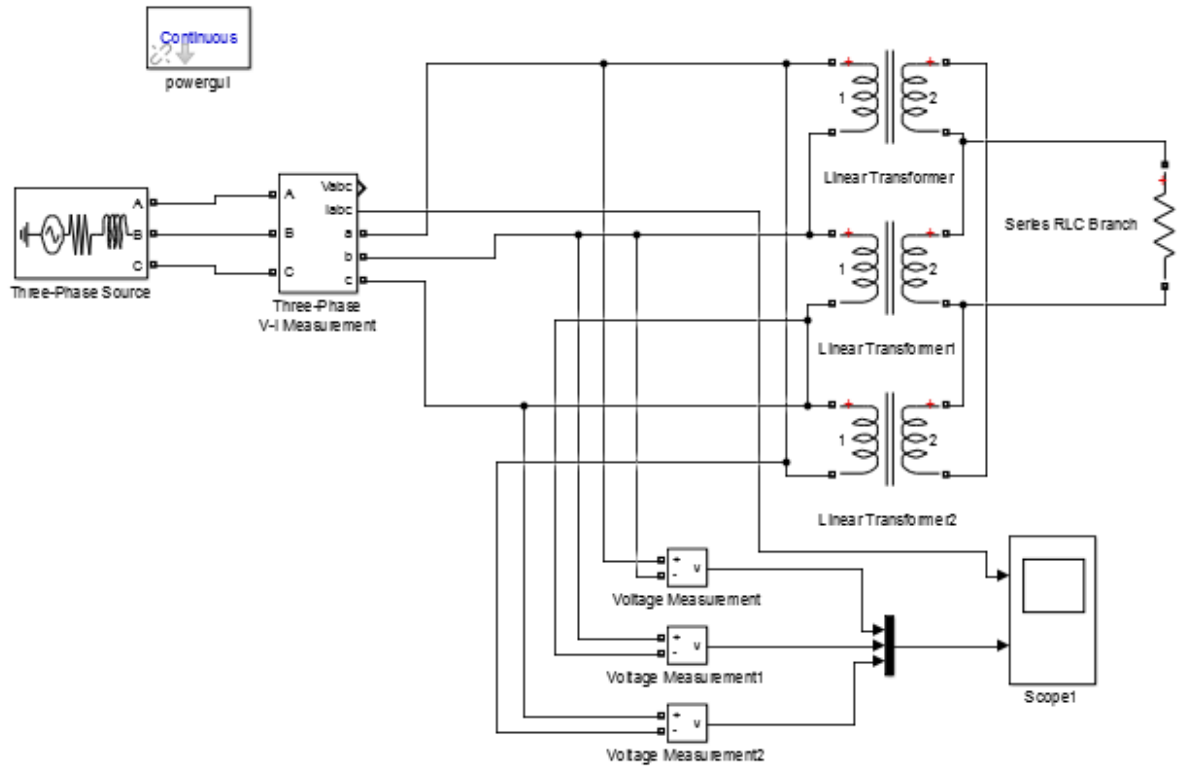 Continuous
powergui
A
B
C
Three-Phase Source
A
B
C
Vabc
Iabc
a
b
c
Three-Phase
V-I Measurement
+
+
1
2
Linear Transformer
+
+
1
2
Linear Transformer1
+
+
1
2
Linear Transformer2
+
Series RLC Branch
+
-
v
Voltage Measurement
+
-
v
Voltage Measurement1
+
-
v
Voltage Measurement2
Scope1